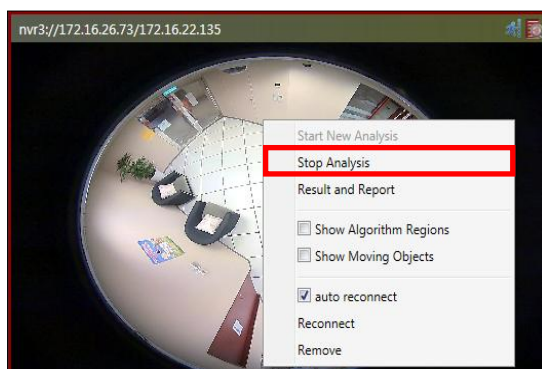 nvr3://172.16.26.73/172.16.22.135
Start New Analysis
Stop Analysis
Result and Report
Show Algorithm Regions
Show Moving Objects
auto reconnect
Reconnect
Remove